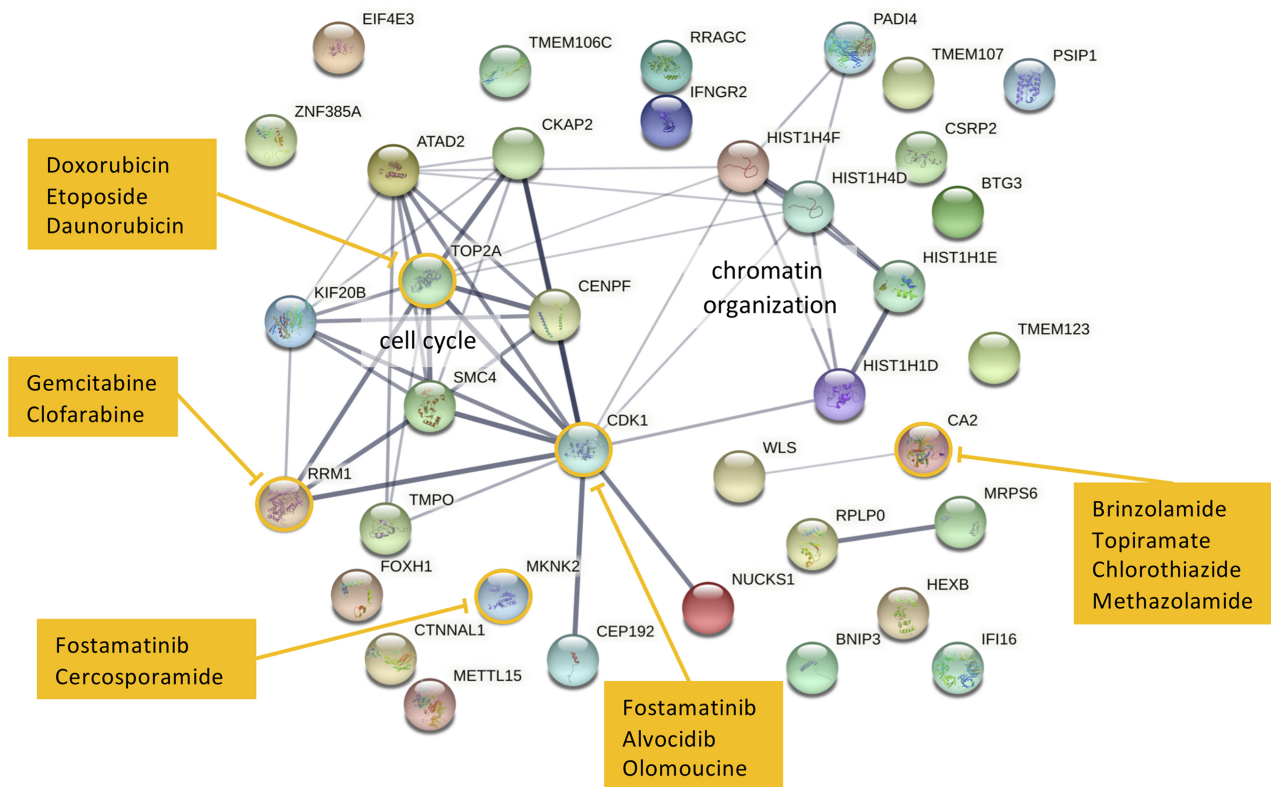 EIF4E3
TMEM106C
RRAGC
PADI4
TMEM107
PSIP1
IFNGR2
ZNF385A
ATAD2
CKAP2
HIST1H4F
CSRP2
Doxorubicin
Etoposide
Daunorubicin
HIST1H4D
BTG3
TOP2A
HIST1H1E
KIF20B
CENPF
chromatin
organization
cell cycle
TMEM123
SMC4
HIST1H1D
Gemcitabine
Clofarabine
CDK1
CA2
WLS
RRM1
TMPO
RPLP0
MRPS6
Brinzolamide
Topiramate
Chlorothiazide
Methazolamide
FOXH1
MKNK2
NUCKS1
HEXB
Fostamatinib
Cercosporamide
CTNNAL1
CEP192
BNIP3
IFI16
METTL15
Fostamatinib
Alvocidib
Olomoucine